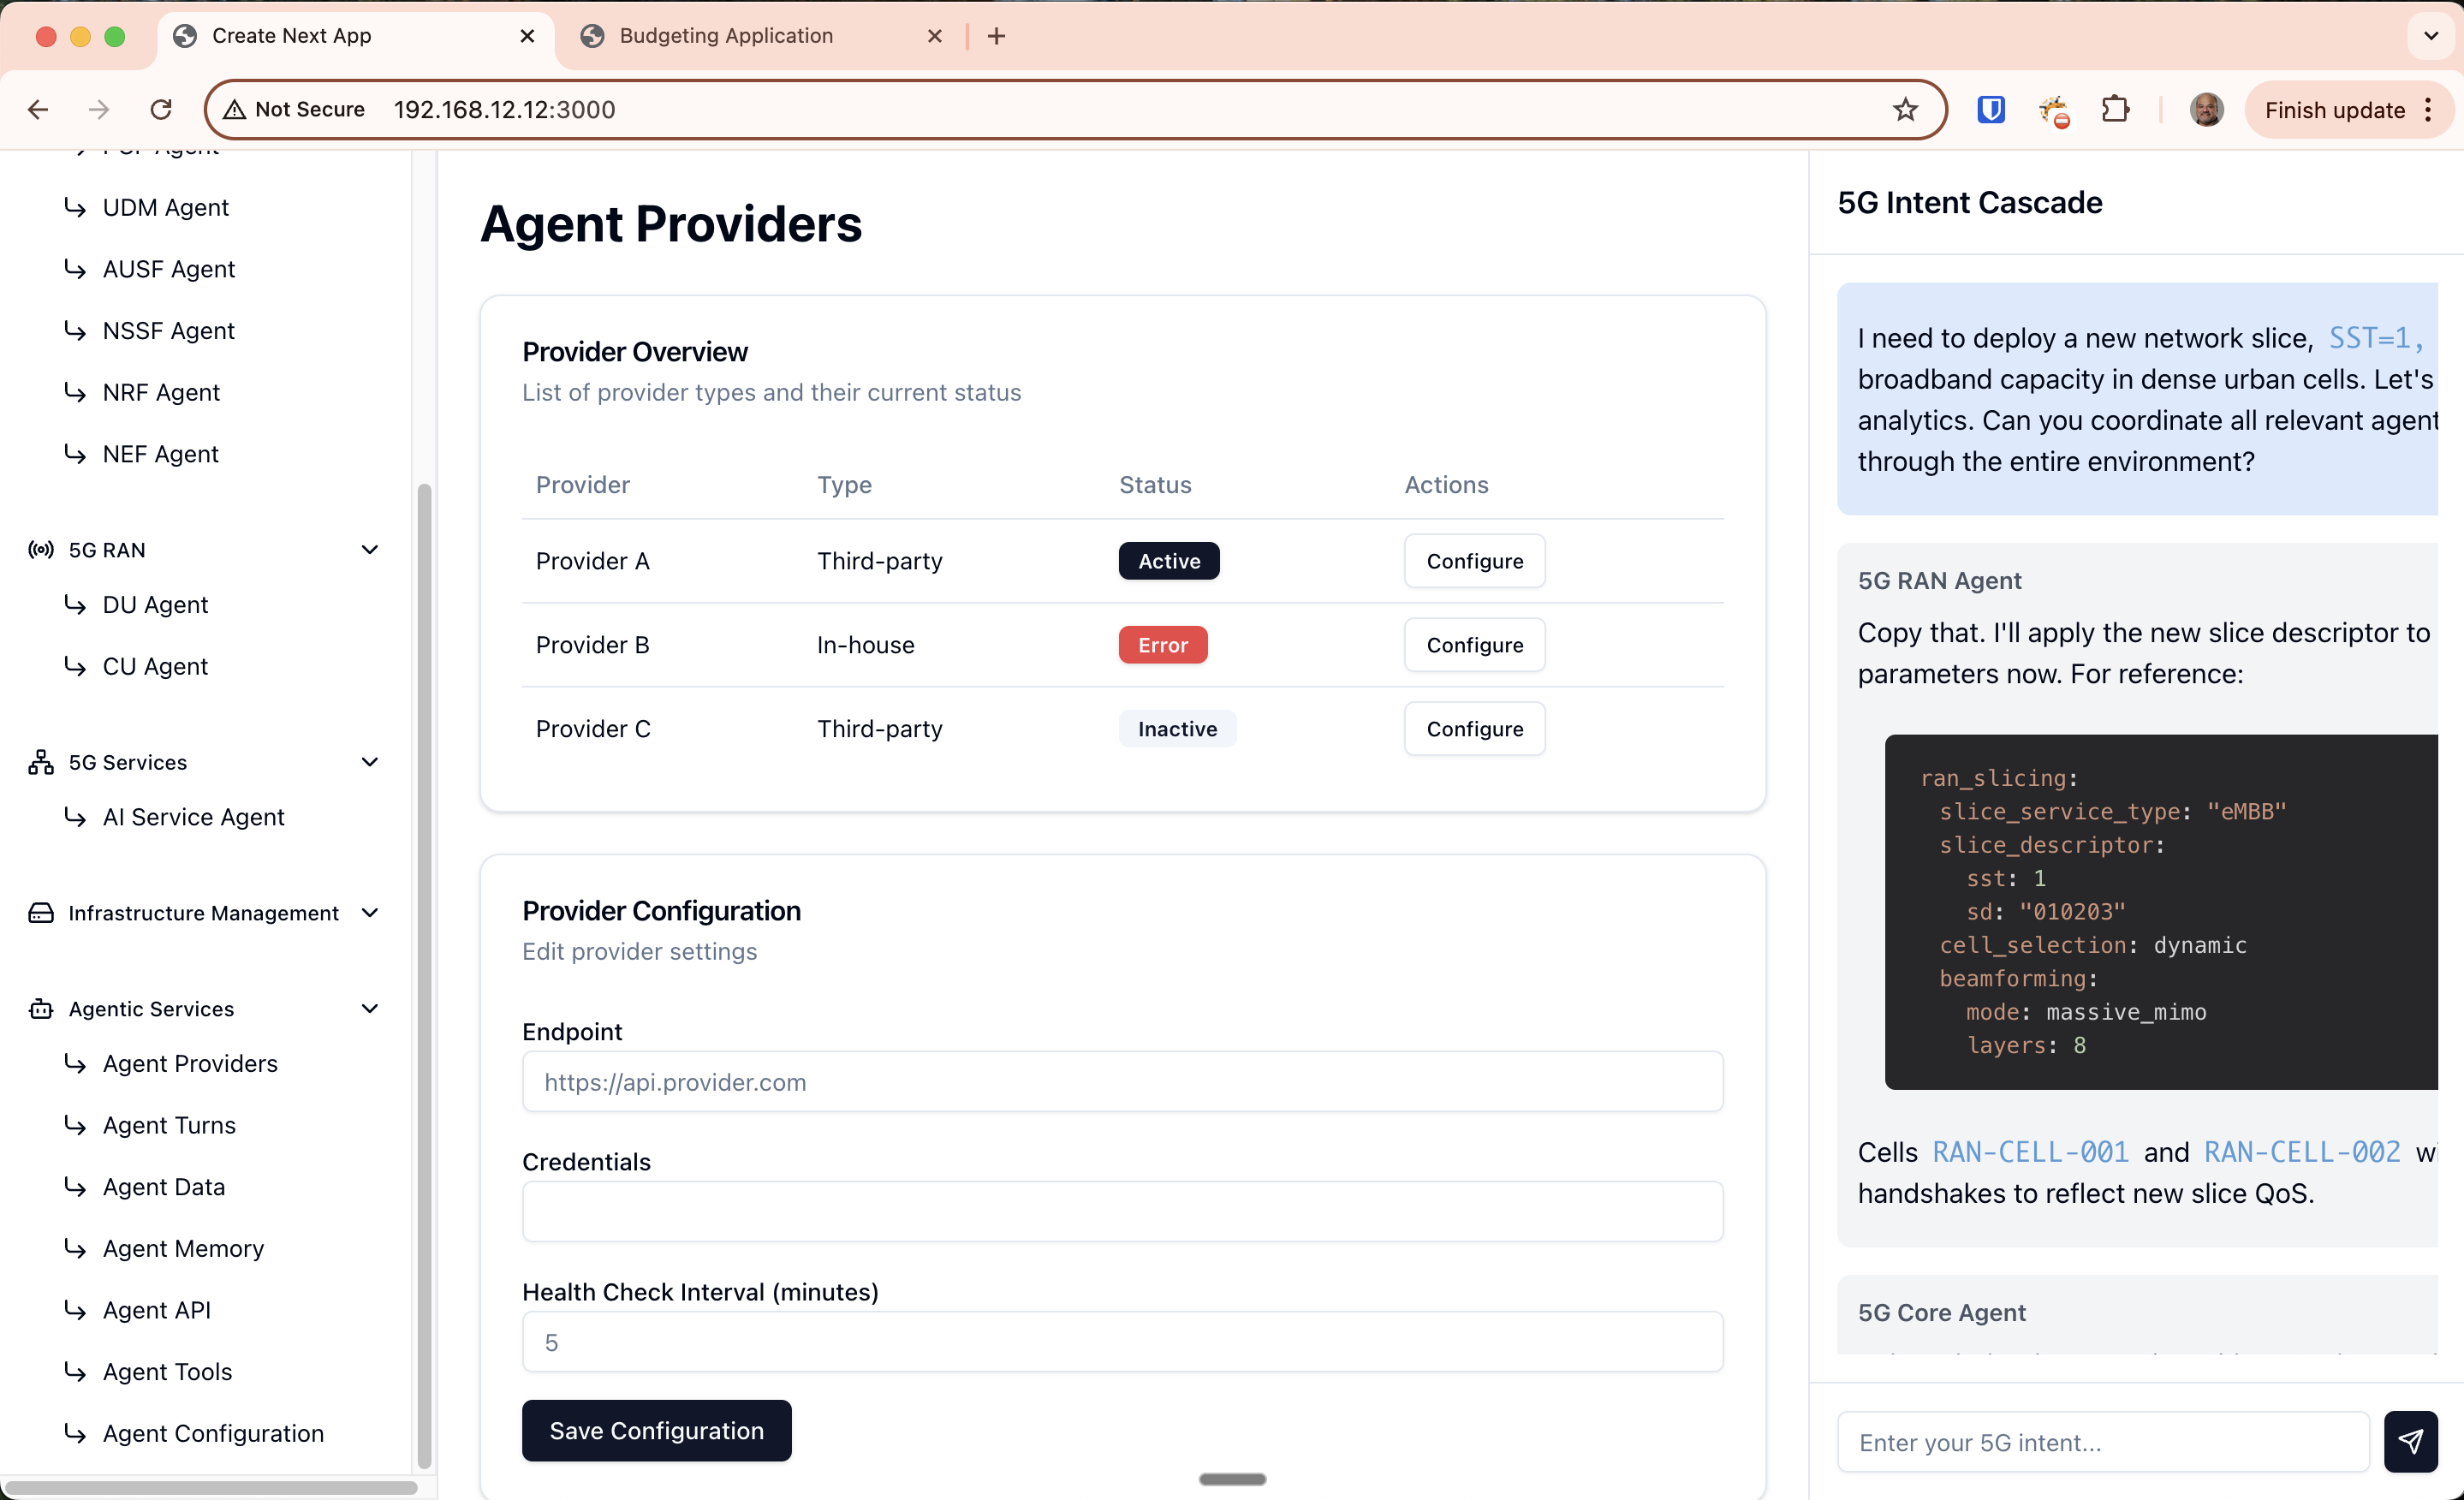 Create Next App
Budgeting Application
Not Secure
192.168.12.12:3000
Finish update
UDM Agent
AUSF Agent
NSSF Agent
NRF Agent
NEF Agent
5G RAN
DU Agent
CU Agent
5G Services
AI Service Agent
Infrastructure Management
Agentic Services
Agent Providers
Agent Turns
Agent Data
Agent Memory
Agent API
Agent Tools
Agent Configuration
Agent Providers
Provider Overview
List of provider types and their current status
Provider Type Status Actions
Provider A Third-party Active Configure
Provider B In-house Error Configure
Provider C Third-party Inactive Configure
Provider Configuration
Edit provider settings
Endpoint
https://api.provider.com
Credentials
Health Check Interval (minutes)
5
Save Configuration
5G Intent Cascade
I need to deploy a new network slice, SST=1,
broadband capacity in dense urban cells. Let's
analytics. Can you coordinate all relevant agent
through the entire environment?
5G RAN Agent
Copy that. I'll apply the new slice descriptor to
parameters now. For reference:
ran_slicing:
slice_service_type: "eMBB"
slice_descriptor:
sst: 1
sd: "010203"
cell_selection: dynamic
beamforming:
mode: massive_mimo
layers: 8
Cells RAN-CELL-001 and RAN-CELL-002
handshakes to reflect new slice QoS.
5G Core Agent
Enter your 5G intent...